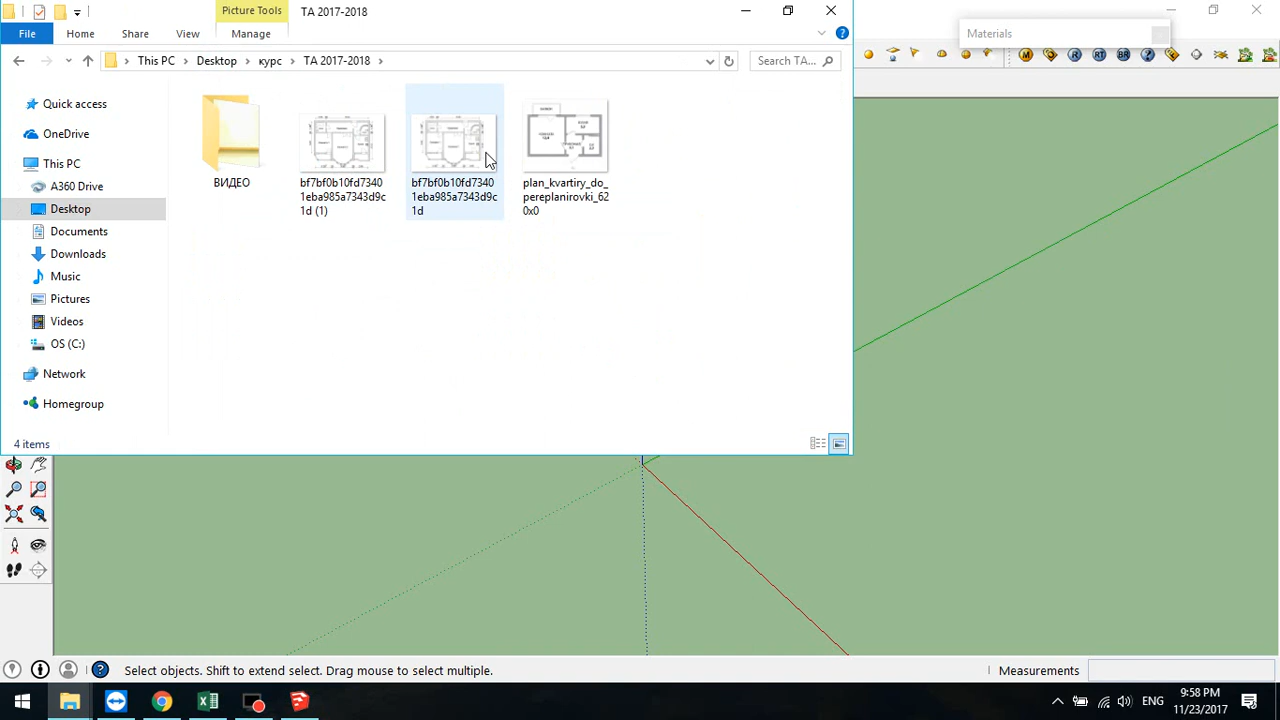 Picture Tools
TA 2017-2018
Materials
File
Home
Share
View
Manage
This PC
Desktop
курс
TA 2017-2018
Search TA...
M
R
RT
BR
Quick access
OneDrive
This PC
A360 Drive
Desktop
Documents
Downloads
Music
Pictures
Videos
OS (C:)
Network
Homegroup
ВИДЕО
bf7bf0b10fd7340
1eba985a7343d9c
1d (1)
bf7bf0b10fd7340
1eba985a7343d9c
1d
plan_kvartiry_do_
pereplanirovki_62
0x0
4 items
Select objects. Shift to extend select. Drag mouse to select multiple.
Measurements
ENG
9:58 PM
11/23/2017